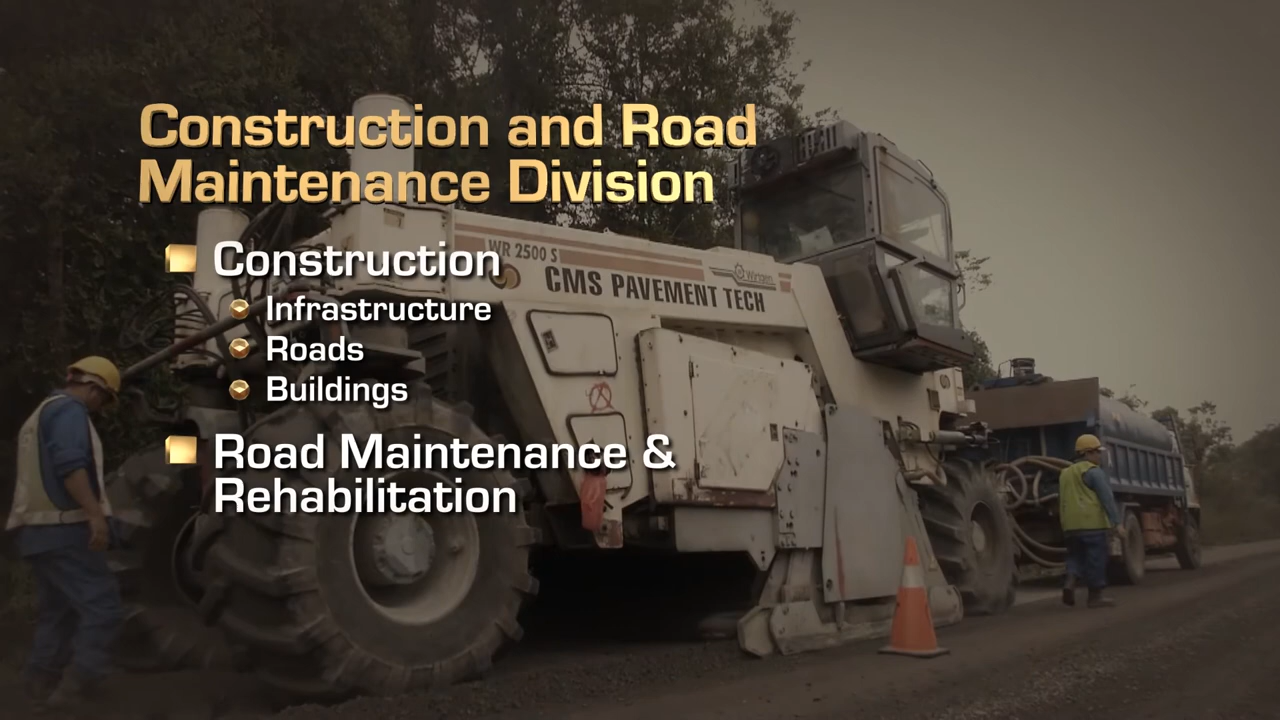 Construction and Road
Maintenance Division
Construction
WR 2500 S
Wirtgen
CMS PAVEMENT TECH
Infrastructure
Roads
Buildings
Road Maintenance &
Rehabilitation